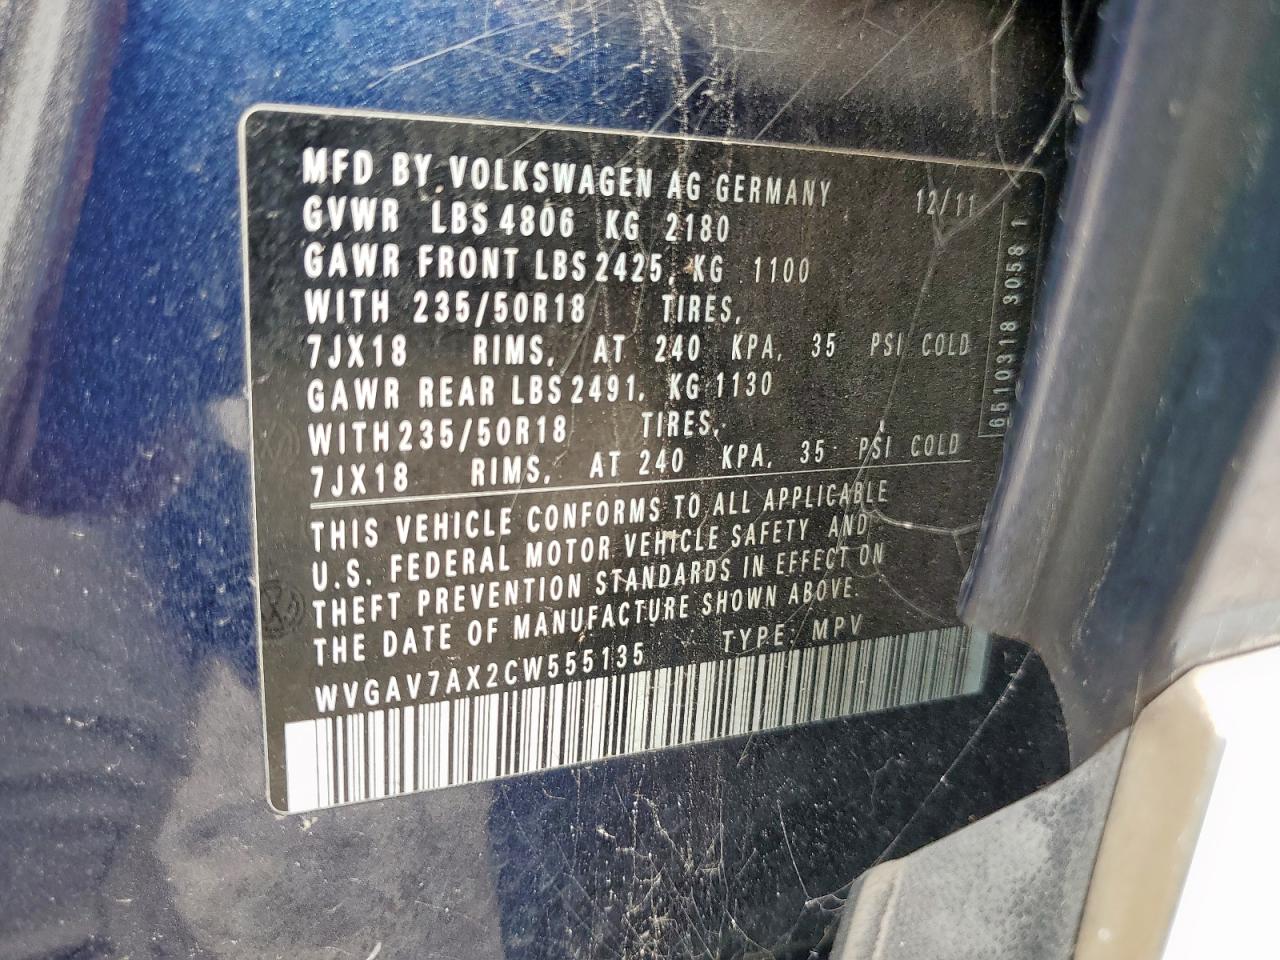 MFD BY VOLKSWAGEN AG GERMANY 12/11
GVWR LBS 4806 KG 2180
GAWR FRONT LBS 2425, KG 1100
WITH 235/50R18 TIRES,
7JX18 RIMS, AT 240 KPA, 35 PSI COLD
GAWR REAR LBS 2491, KG 1130
WITH 235/50R18 TIRES,
7JX18 RIMS, AT 240 KPA, 35 PSI COLD
THIS VEHICLE CONFORMS TO ALL APPLICABLE
U.S. FEDERAL MOTOR VEHICLE SAFETY AND
THEFT PREVENTION STANDARDS IN EFFECT ON
THE DATE OF MANUFACTURE SHOWN ABOVE.
WVGAV7AX2CW555135 TYPE: MPV
6510318 3058 1